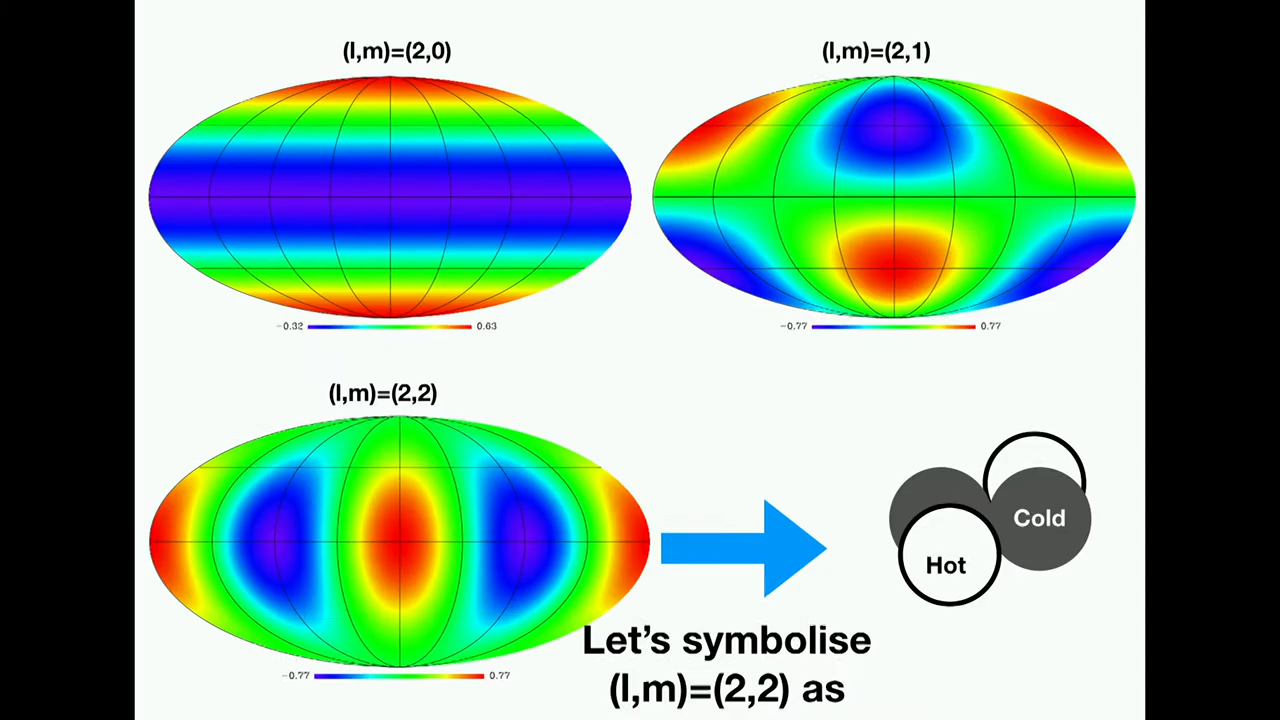 (l,m)=(2,0)
(l,m)=(2,1)
−0.32 0.63
−0.77 0.77
(l,m)=(2,2)
Cold
Hot
−0.77 0.77
Let's symbolise
(l,m)=(2,2) as